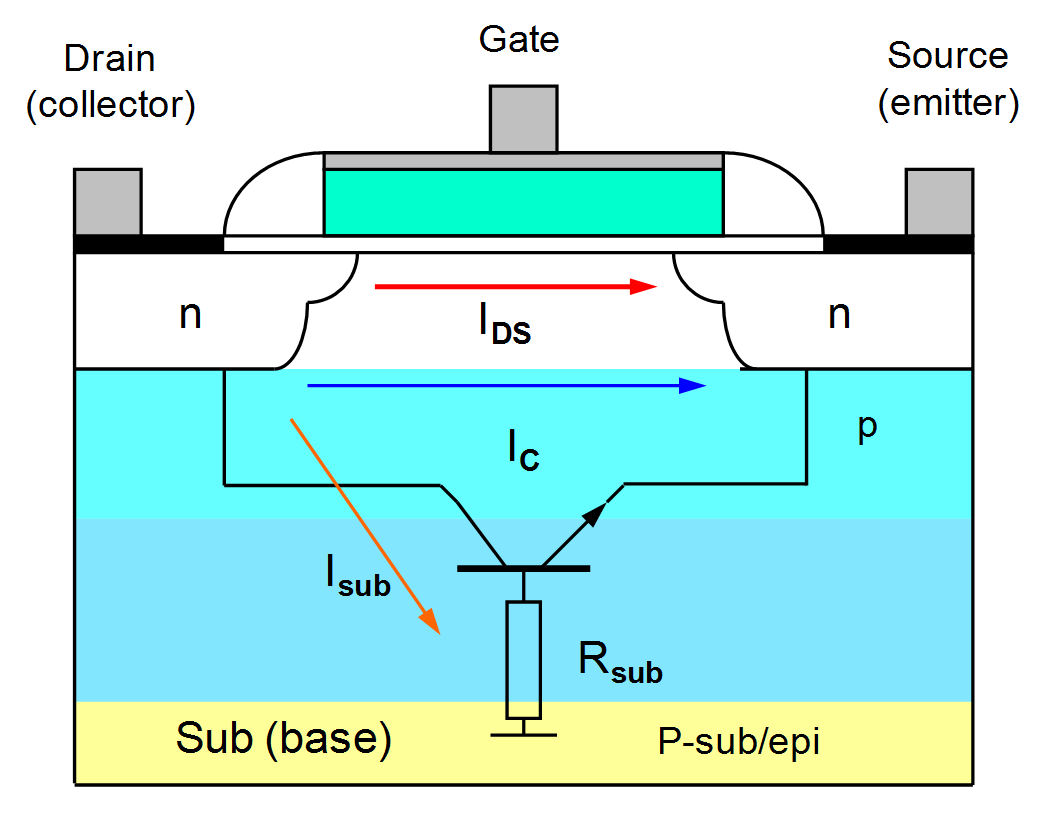 Drain
(collector)
Gate
Source
(emitter)
n
n
IDS
p
IC
Isub
Rsub
Sub (base)
P-sub/epi